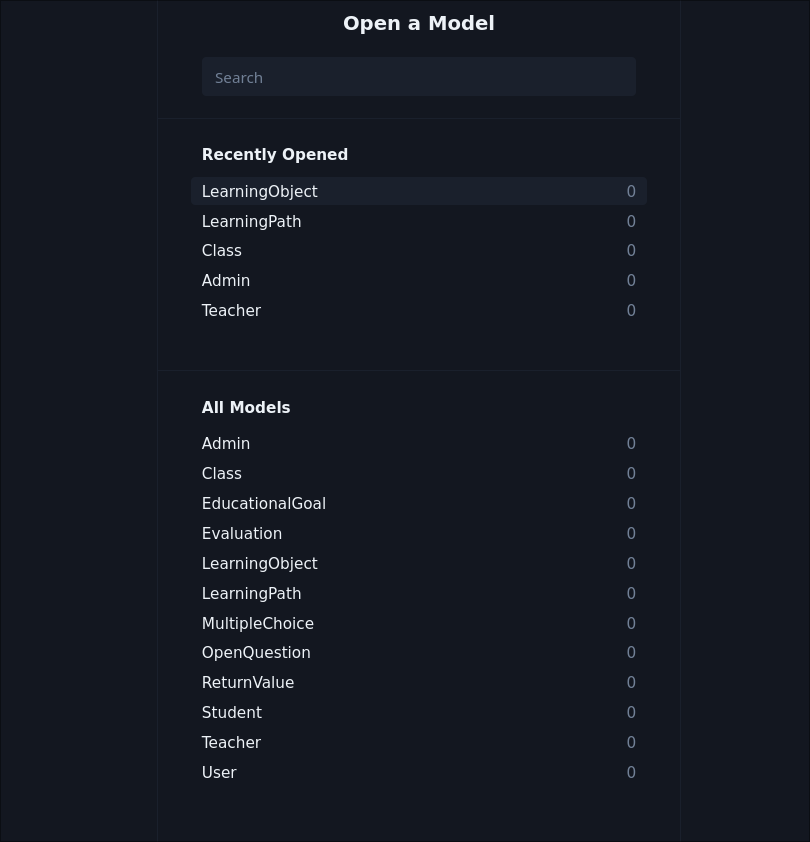 Open a Model
Search
Recently Opened
LearningObject 0
LearningPath 0
Class 0
Admin 0
Teacher 0
All Models
Admin 0
Class 0
EducationalGoal 0
Evaluation 0
LearningObject 0
LearningPath 0
MultipleChoice 0
OpenQuestion 0
ReturnValue 0
Student 0
Teacher 0
User 0